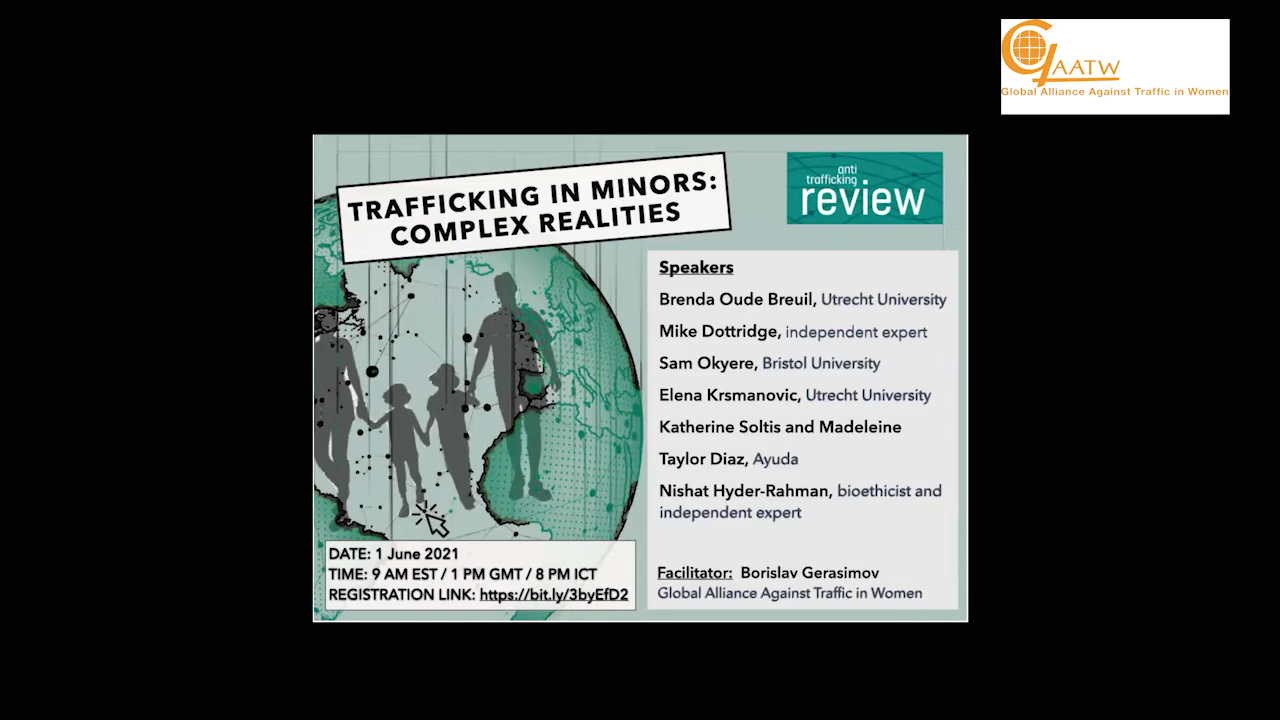 AATW
Global Alliance Against Traffic in Women
TRAFFICKING IN MINORS:
COMPLEX REALITIES
anti
trafficking
review
Speakers
Brenda Oude Breuil, Utrecht University
Mike Dottridge, independent expert
Sam Okyere, Bristol University
Elena Krsmanovic, Utrecht University
Katherine Soltis and Madeleine
Taylor Diaz, Ayuda
Nishat Hyder-Rahman, bioethicist and
independent expert
Facilitator: Borislav Gerasimov
Global Alliance Against Traffic in Women
DATE: 1 June 2021
TIME: 9 AM EST / 1 PM GMT / 8 PM ICT
REGISTRATION LINK: https://bit.ly/3byEfD2